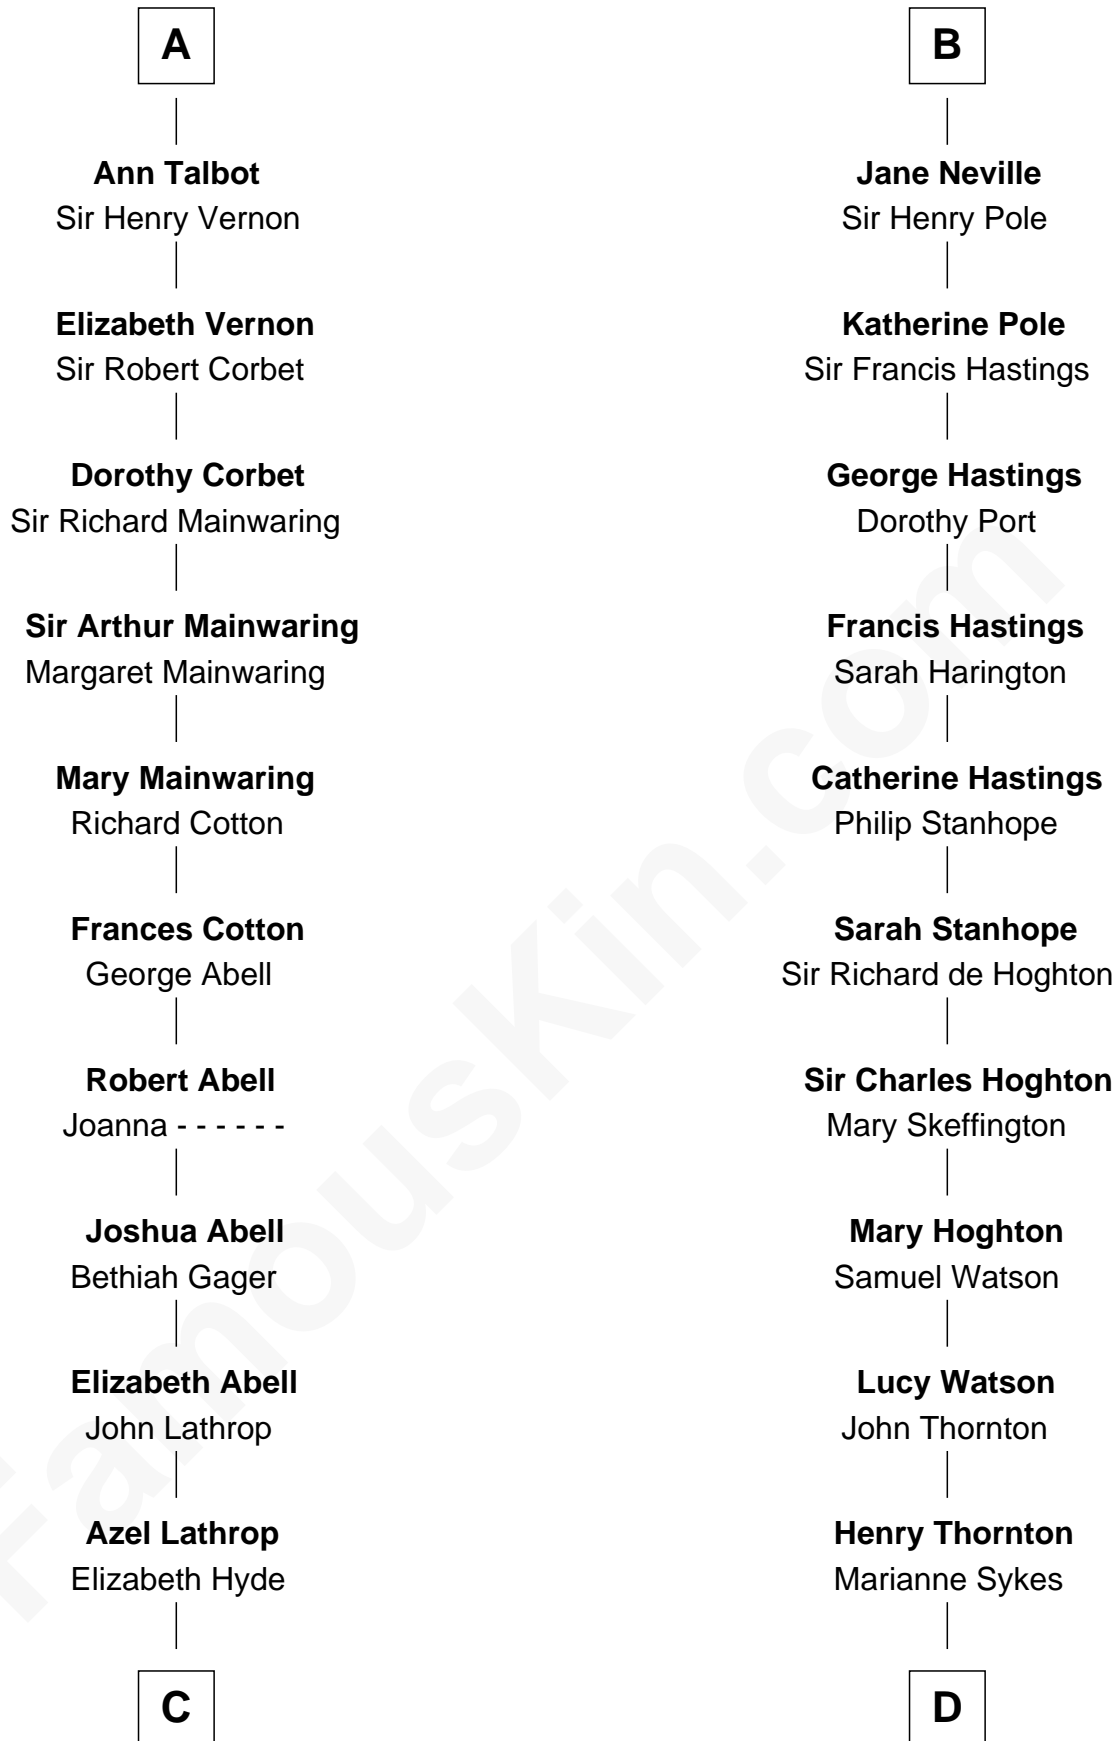 A
Ann Talbot
Sir Henry Vernon
Elizabeth Vernon
Sir Robert Corbet
Dorothy Corbet
Sir Richard Mainwaring
Sir Arthur Mainwaring
Margaret Mainwaring
Mary Mainwaring
Richard Cotton
Frances Cotton
George Abell
Robert Abell
Joanna - - - - - -
Joshua Abell
Bethiah Gager
Elizabeth Abell
John Lathrop
Azel Lathrop
Elizabeth Hyde
C
B
Jane Neville
Sir Henry Pole
Katherine Pole
Sir Francis Hastings
George Hastings
Dorothy Port
Francis Hastings
Sarah Harington
Catherine Hastings
Philip Stanhope
Sarah Stanhope
Sir Richard de Hoghton
Sir Charles Hoghton
Mary Skeffington
Mary Hoghton
Samuel Watson
Lucy Watson
John Thornton
Henry Thornton
Marianne Sykes
D
FamousKin.com